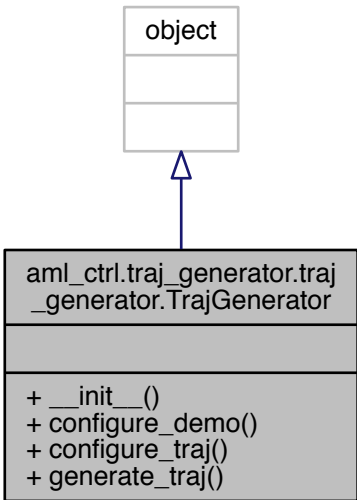 object
aml_ctrl.traj_generator.traj
_generator.TrajGenerator
+ __init__()
+ configure_demo()
+ configure_traj()
+ generate_traj()